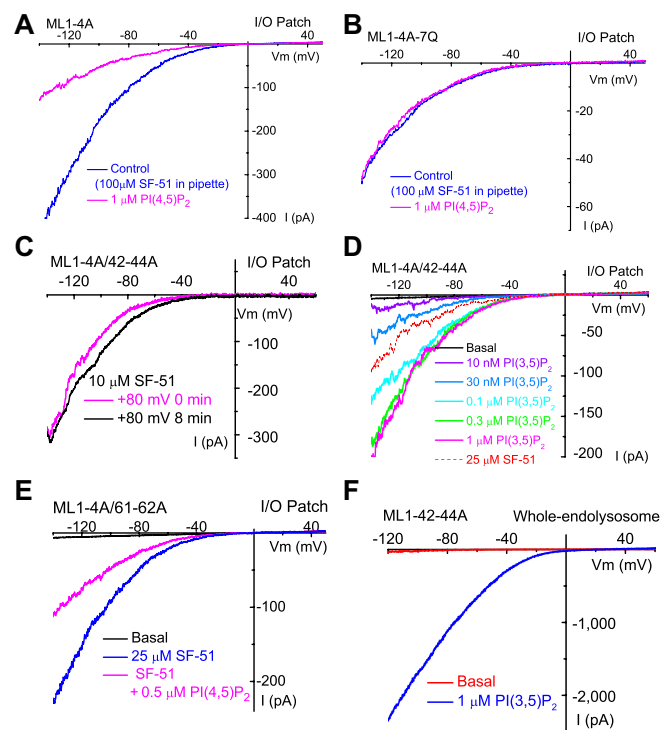 A
ML1-4A
I/O Patch
-120 -80 -40 40
Vm (mV)
-100
-200
-300
-400
Control
(100μM SF-51 in pipette)
1 μM PI(4,5)P₂
I (pA)
B
ML1-4A-7Q
I/O Patch
-120 -80 -40 40
Vm (mV)
-20
-40
-60
Control
(100 μM SF-51 in pipette)
1 μM PI(4,5)P₂
I (pA)
C
ML1-4A/42-44A
I/O Patch
-120 -80 -40 40
Vm (mV)
-100
-200
-300
10 μM SF-51
+80 mV 0 min
+80 mV 8 min
I (pA)
D
ML1-4A/42-44A
I/O Patch
-120 -80 -40 40
Vm (mV)
-50
-100
-150
-200
Basal
10 nM PI(3,5)P₂
30 nM PI(3,5)P₂
0.1 μM PI(3,5)P₂
0.3 μM PI(3,5)P₂
1 μM PI(3,5)P₂
25 μM SF-51
I (pA)
E
ML1-4A/61-62A
I/O Patch
-120 -80 -40 40
Vm (mV)
-100
-200
Basal
25 μM SF-51
SF-51
+ 0.5 μM PI(4,5)P₂
I (pA)
F
ML1-42-44A
Whole-endolysosome
-120 -80 -40 40
Vm (mV)
-1,000
-2,000
Basal
1 μM PI(3,5)P₂
I (pA)